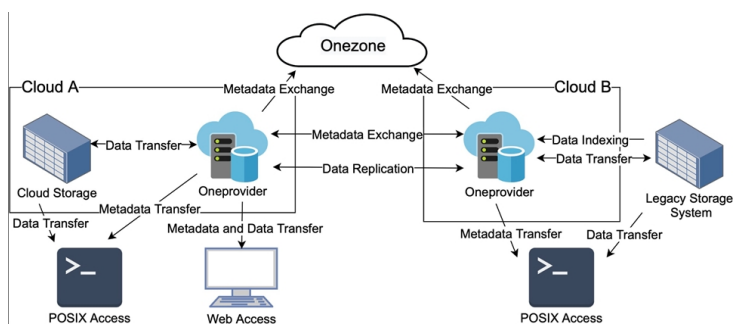 Onezone
Cloud A
Metadata Exchange
Metadata Exchange
Cloud B
Data Transfer
Metadata Exchange
Data Indexing
Data Transfer
Data Replication
Cloud Storage
Oneprovider
Oneprovider
Legacy Storage
System
Metadata Transfer
Data Transfer
Metadata and Data Transfer
Metadata Transfer
Data Transfer
>_
>_
POSIX Access
Web Access
POSIX Access